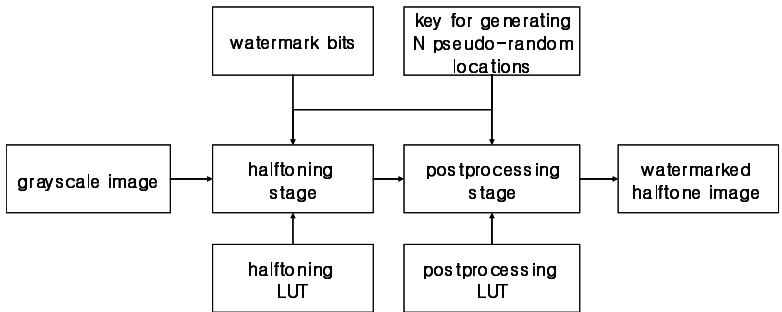 watermark bits
key for generating
N pseudo-random
locations
grayscale image
halftoning
stage
postprocessing
stage
watermarked
halftone image
halftoning
LUT
postprocessing
LUT